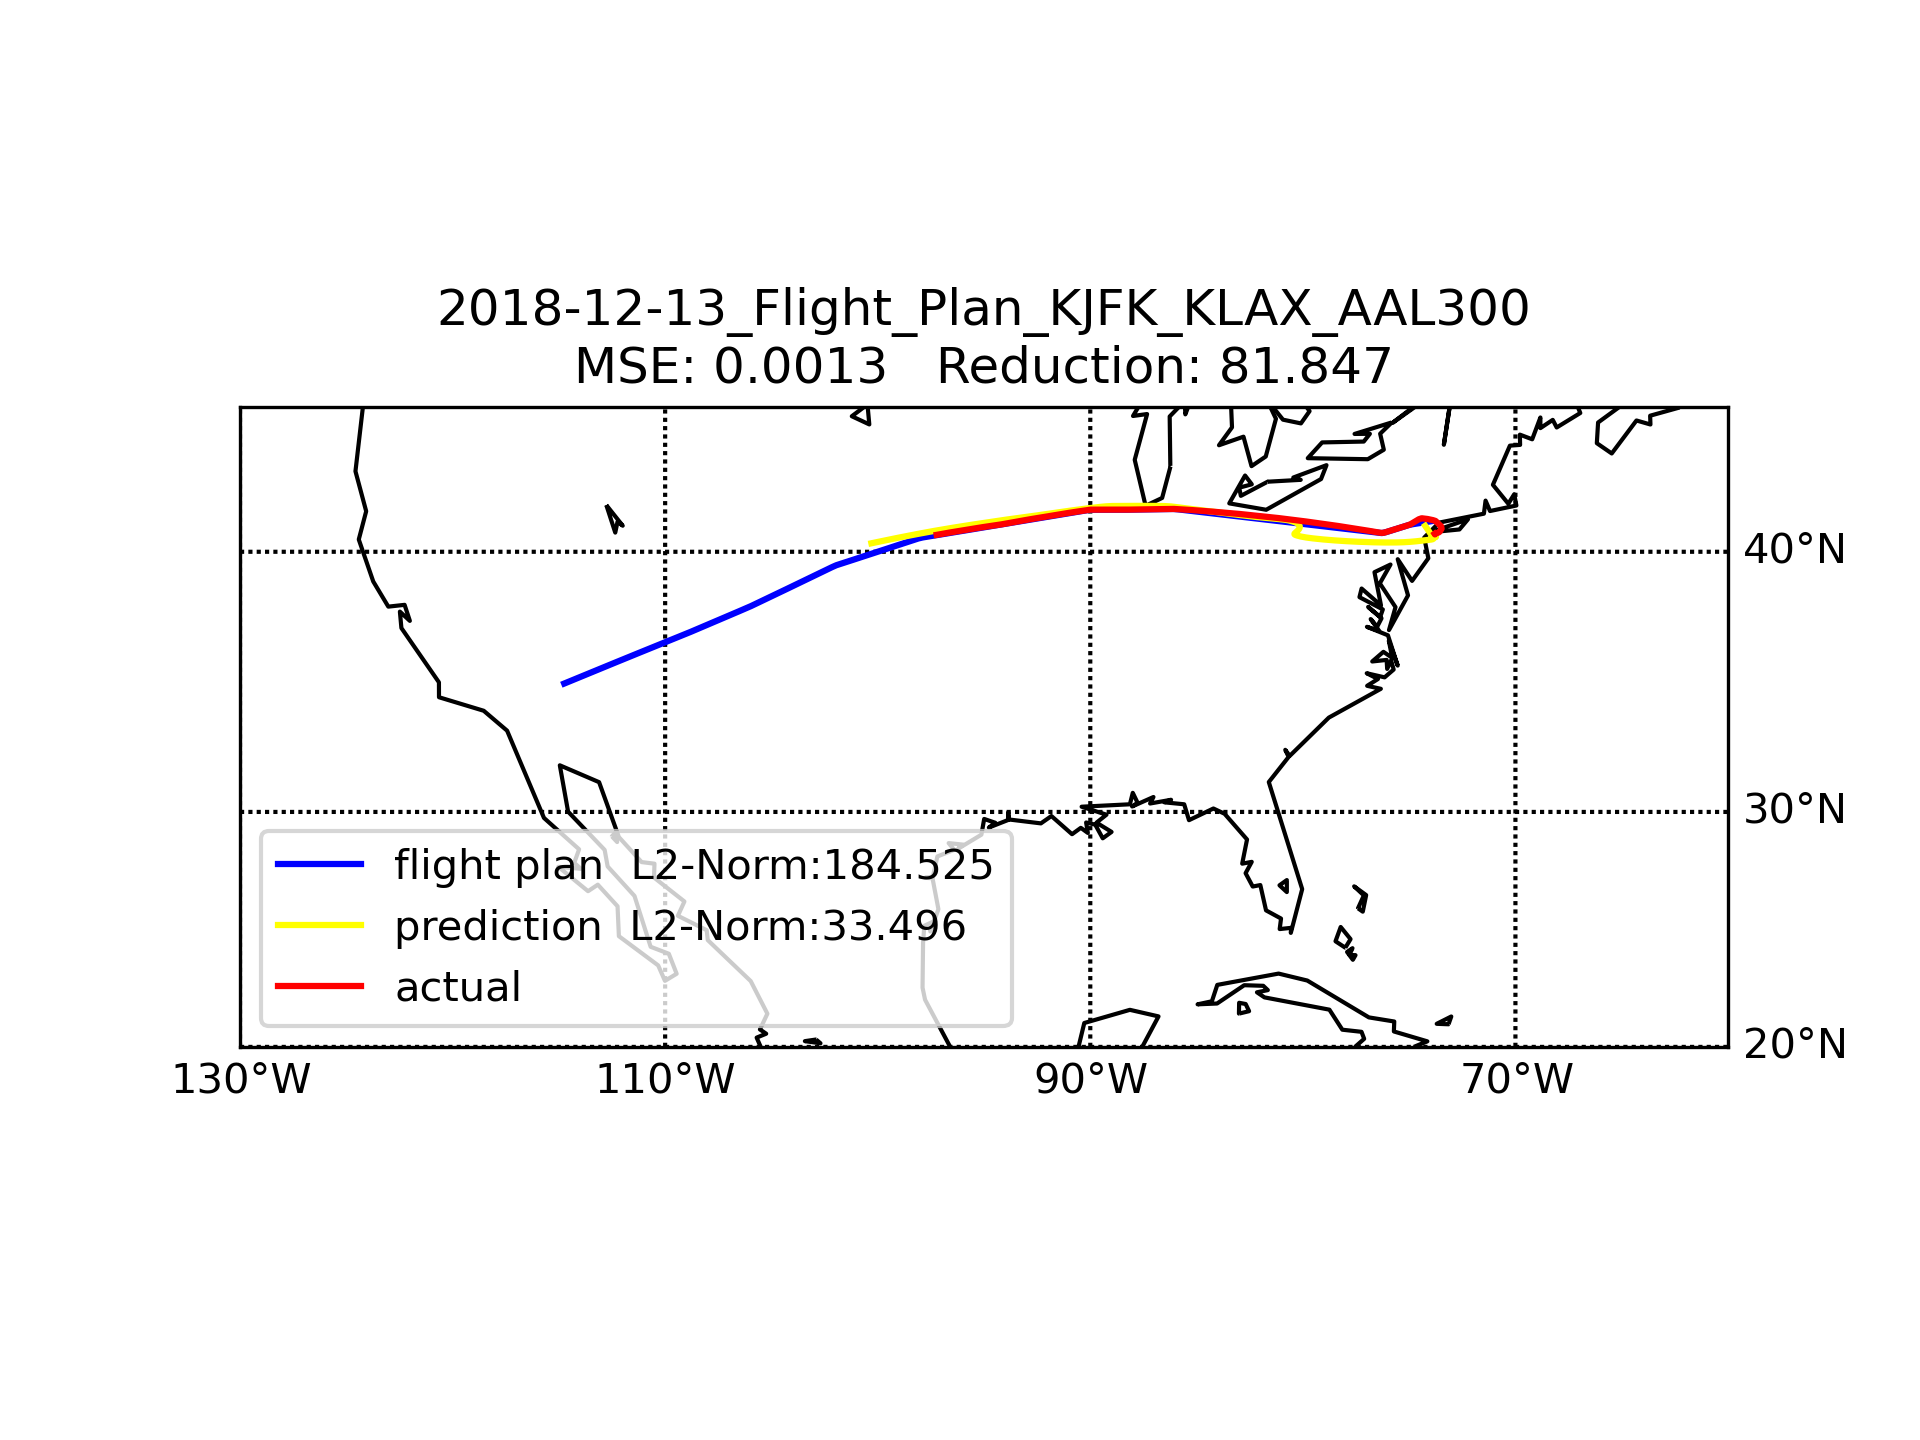 2018-12-13_Flight_Plan_KJFK_KLAX_AAL300
MSE: 0.0013   Reduction: 81.847
40°N
30°N
flight plan  L2-Norm:184.525
prediction  L2-Norm:33.496
actual
20°N
130°W 110°W 90°W 70°W